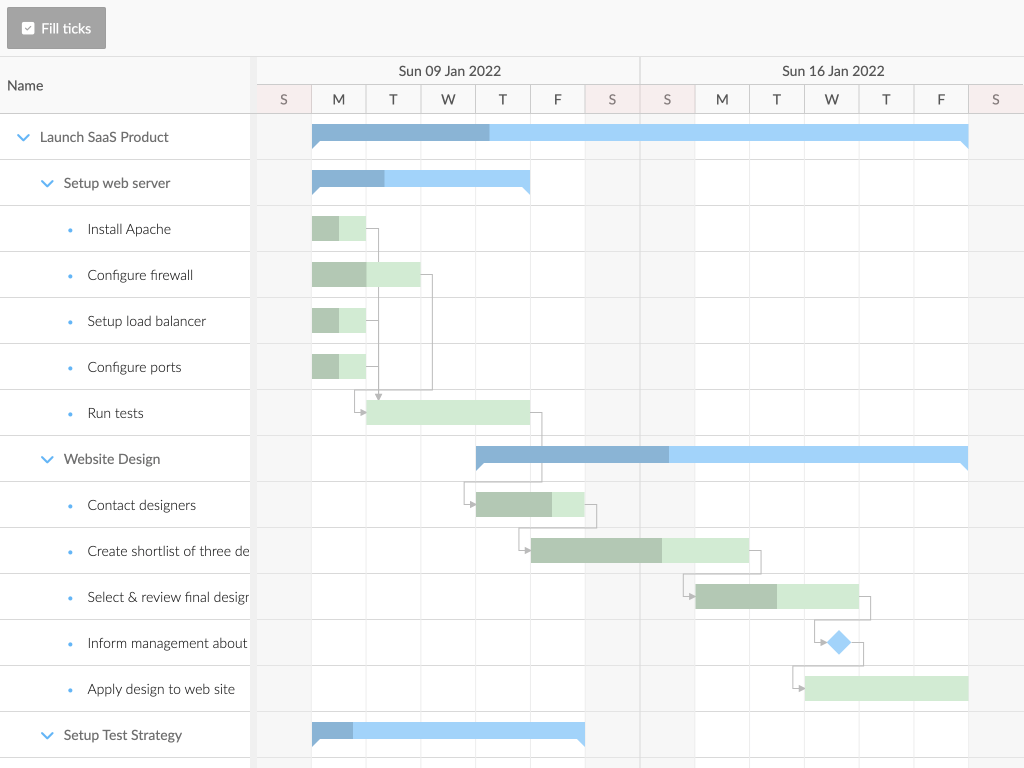 Fill ticks
Name
Sun 09 Jan 2022
Sun 16 Jan 2022
S M T W T F S S M T W T F S
Launch SaaS Product
Setup web server
Install Apache
Configure firewall
Setup load balancer
Configure ports
Run tests
Website Design
Contact designers
Create shortlist of three de
Select & review final design
Inform management about
Apply design to web site
Setup Test Strategy